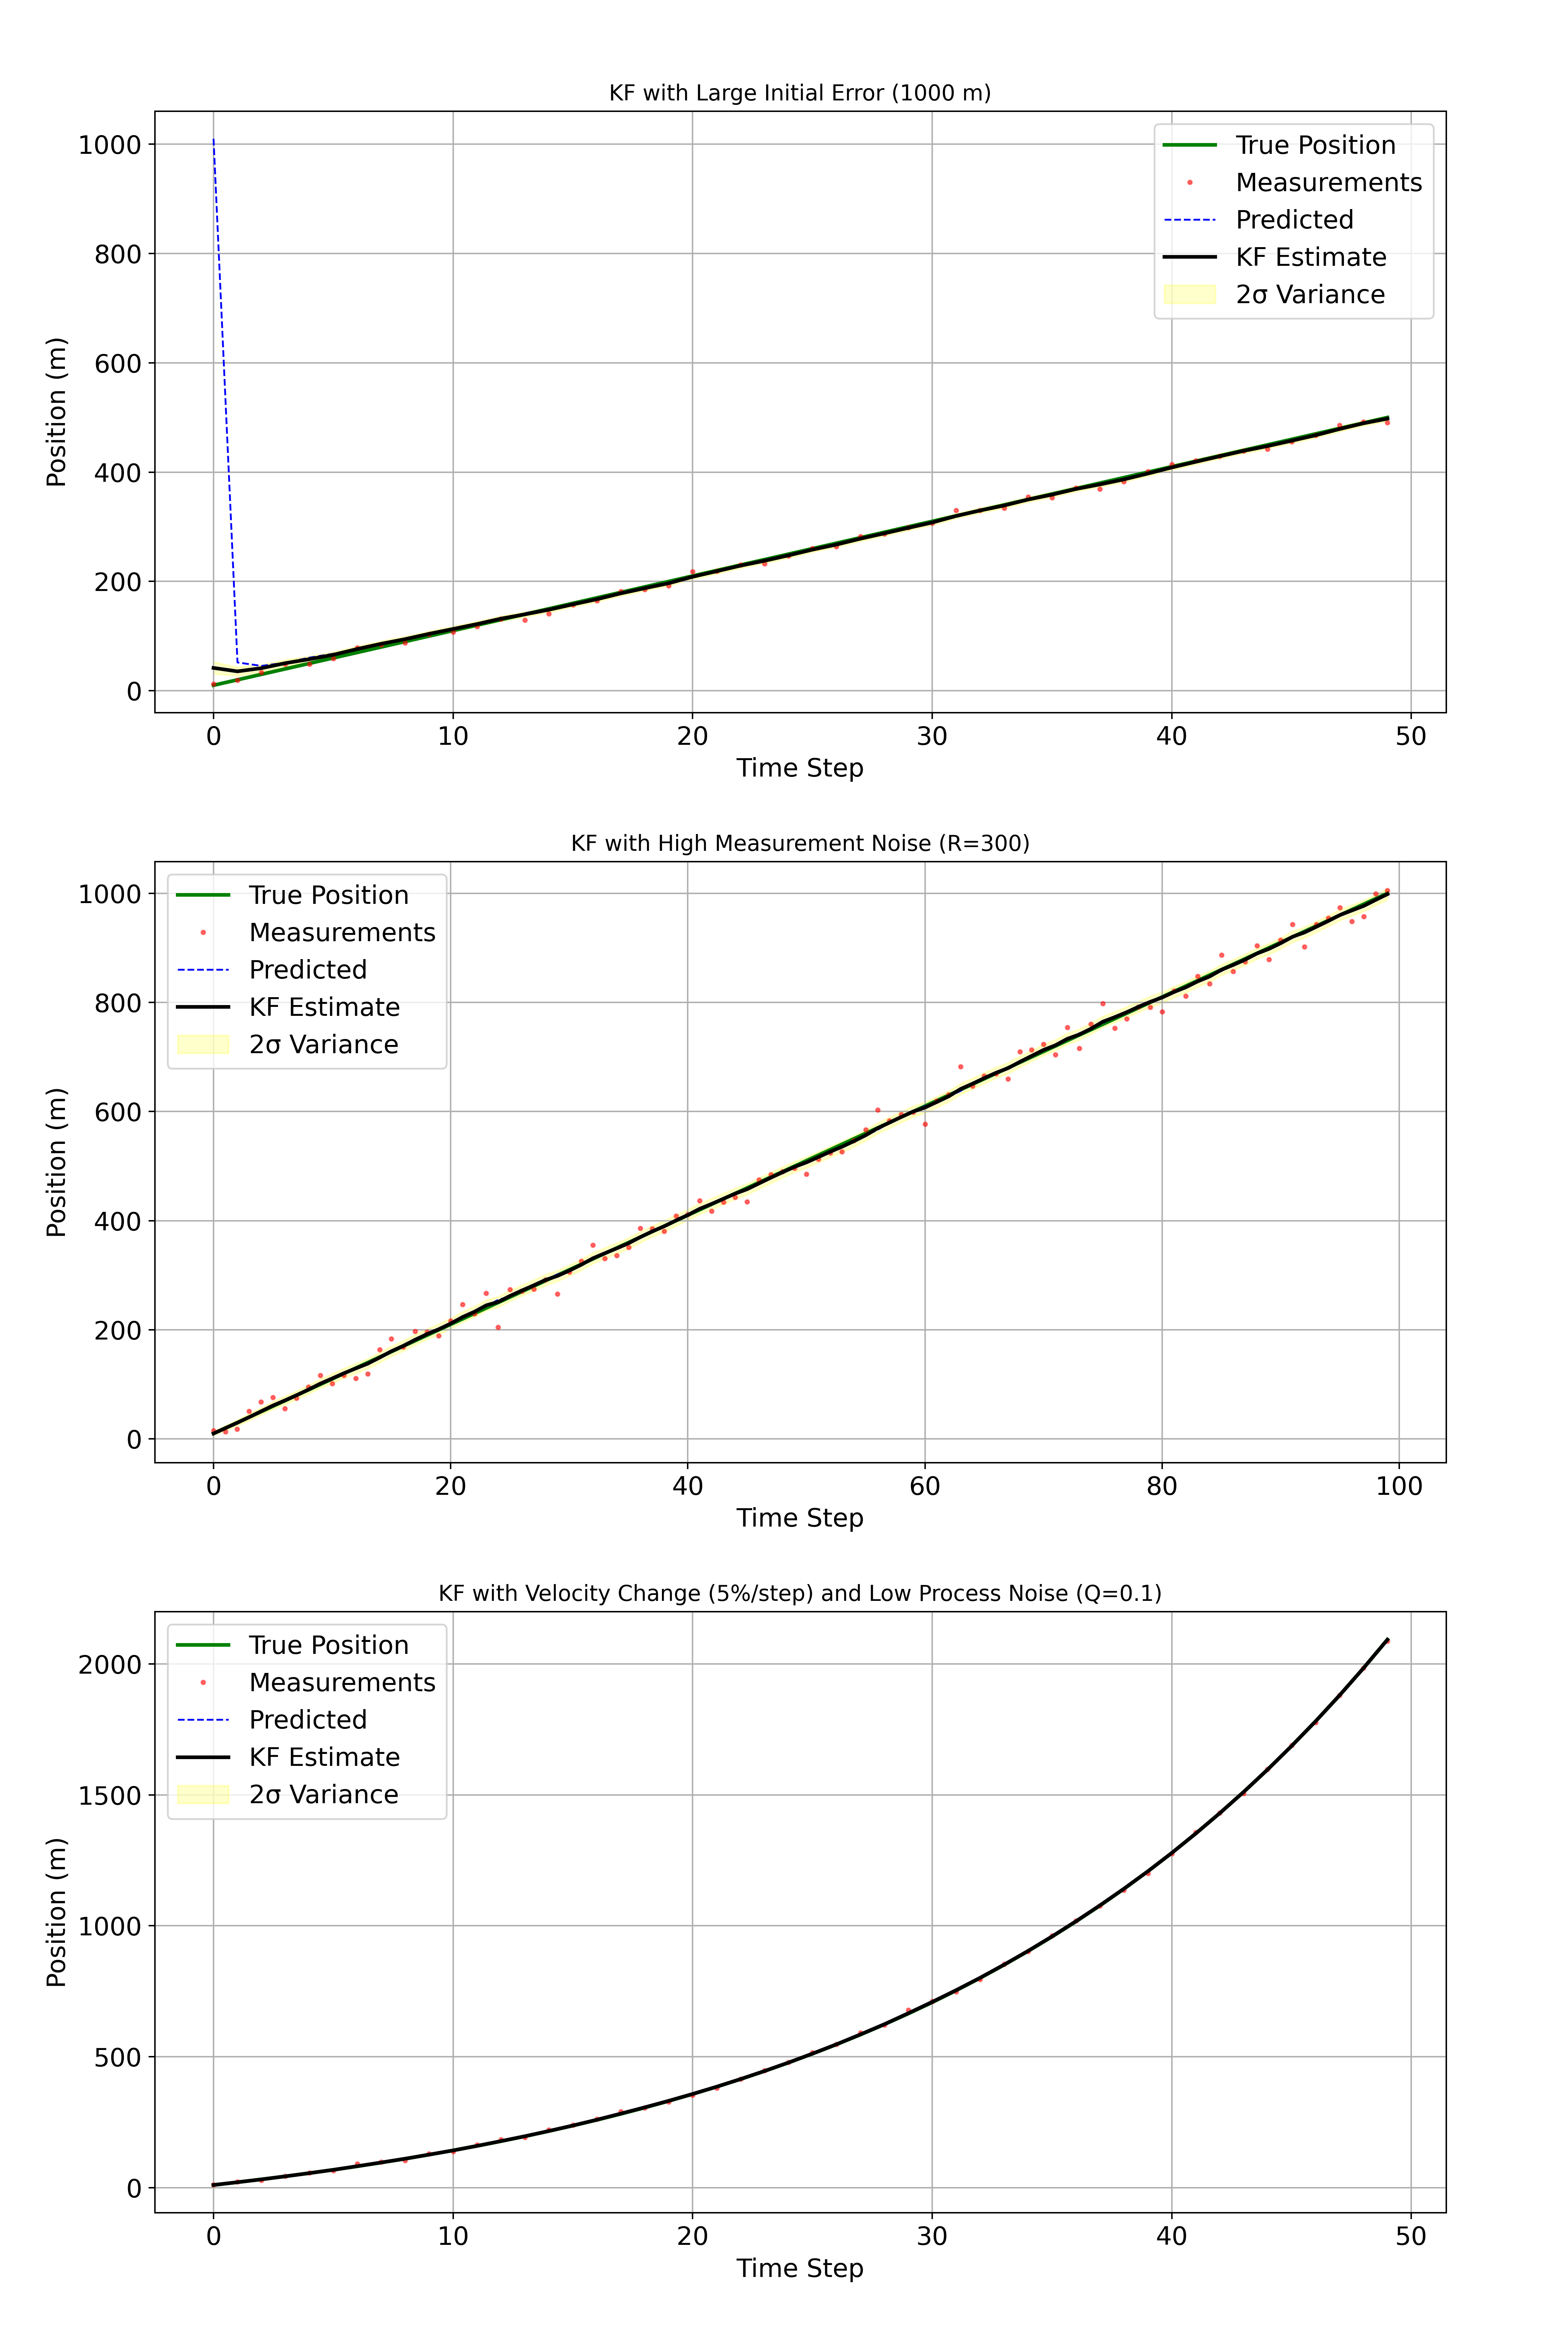 KF with Large Initial Error (1000 m)
True Position
Measurements
Predicted
KF Estimate
2σ Variance
1000
800
600
400
200
0
Position (m)
0 10 20 30 40 50
Time Step
KF with High Measurement Noise (R=300)
True Position
Measurements
Predicted
KF Estimate
2σ Variance
1000
800
600
400
200
0
Position (m)
0 20 40 60 80 100
Time Step
KF with Velocity Change (5%/step) and Low Process Noise (Q=0.1)
True Position
Measurements
Predicted
KF Estimate
2σ Variance
2000
1500
1000
500
0
Position (m)
0 10 20 30 40 50
Time Step